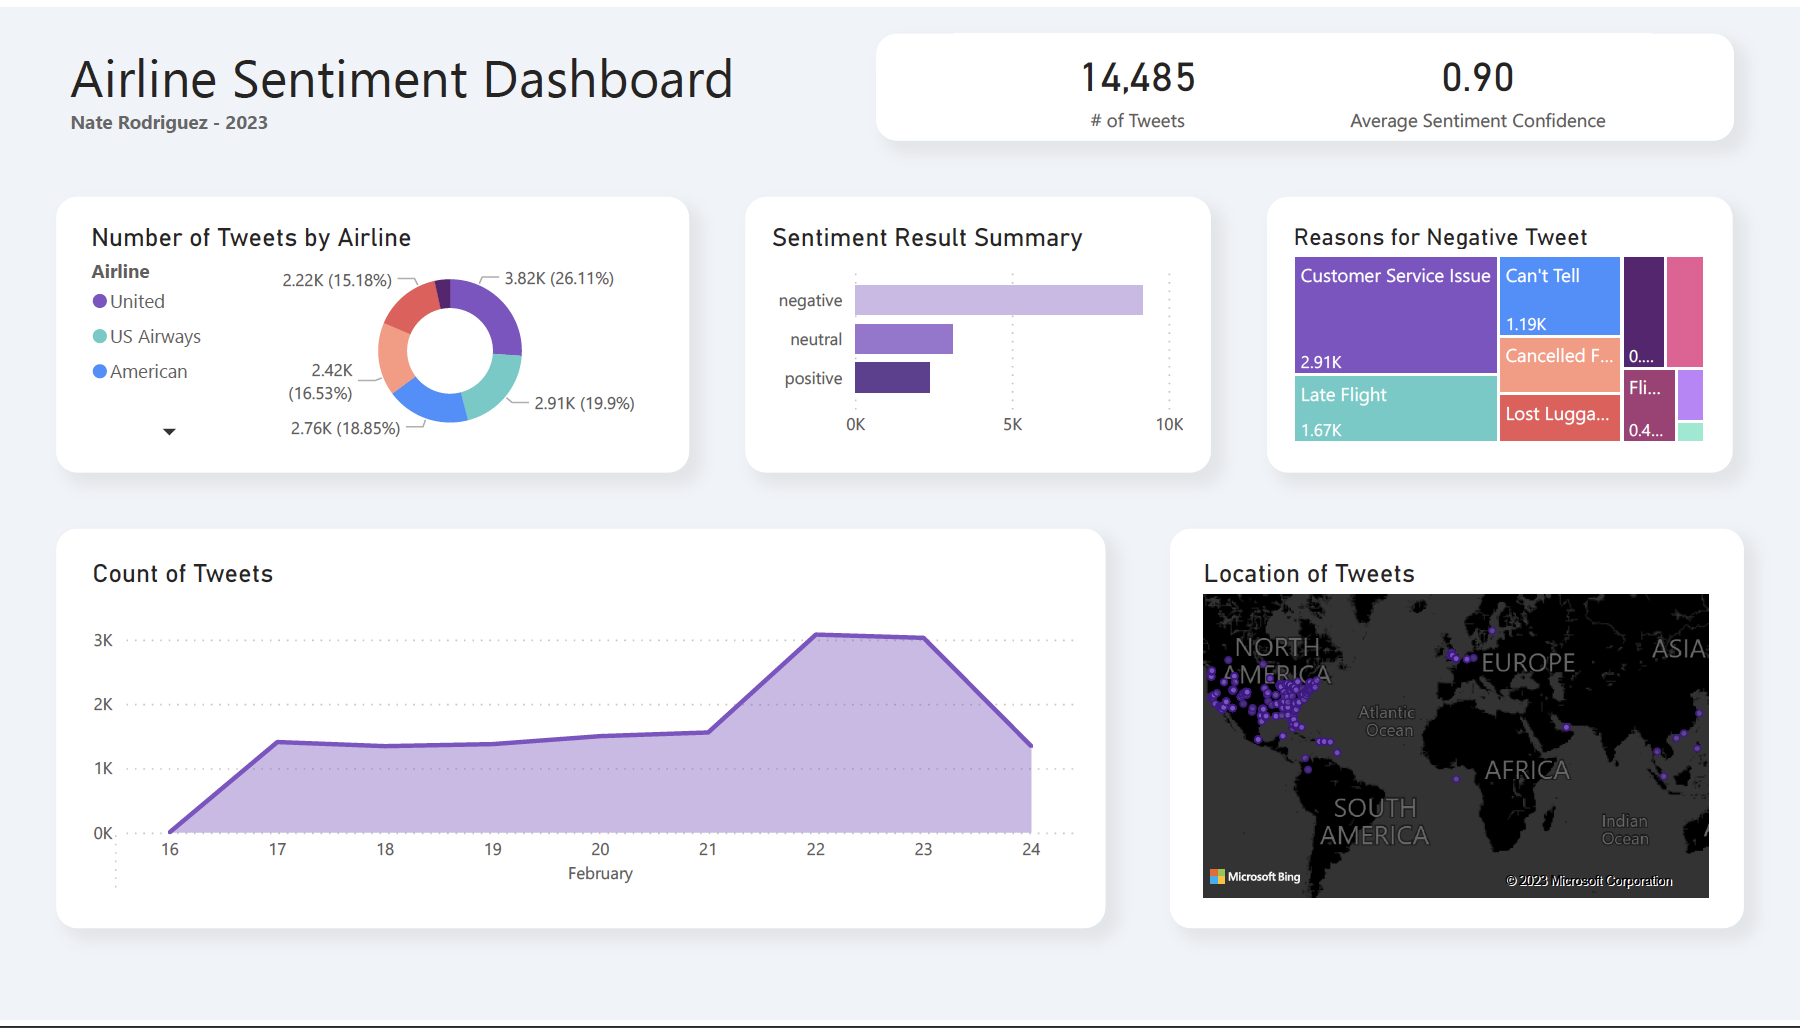 Airline Sentiment Dashboard
Nate Rodriguez - 2023
14,485
# of Tweets
0.90
Average Sentiment Confidence
Number of Tweets by Airline
Airline
United
US Airways
American
2.22K (15.18%)
3.82K (26.11%)
2.42K
(16.53%)
2.91K (19.9%)
2.76K (18.85%)
Sentiment Result Summary
negative
neutral
positive
0K
5K
10K
Reasons for Negative Tweet
Customer Service Issue
2.91K
Late Flight
1.67K
Can't Tell
1.19K
Cancelled F...
Lost Lugga...
0....
Fli...
0.4...
Count of Tweets
3K
2K
1K
0K
16
17
18
19
20
21
22
23
24
February
Location of Tweets
NORTH
AMERICA
EUROPE
ASIA
Atlantic
Ocean
AFRICA
SOUTH
AMERICA
Indian
Ocean
Microsoft Bing
© 2023 Microsoft Corporation